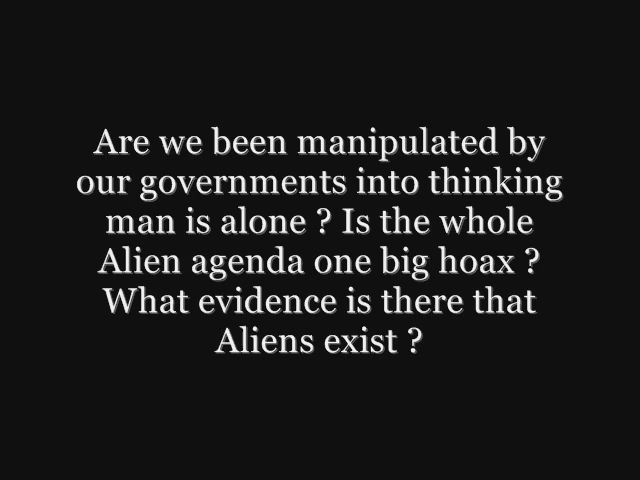 Are we been manipulated by
our governments into thinking
man is alone ? Is the whole
Alien agenda one big hoax ?
What evidence is there that
Aliens exist ?